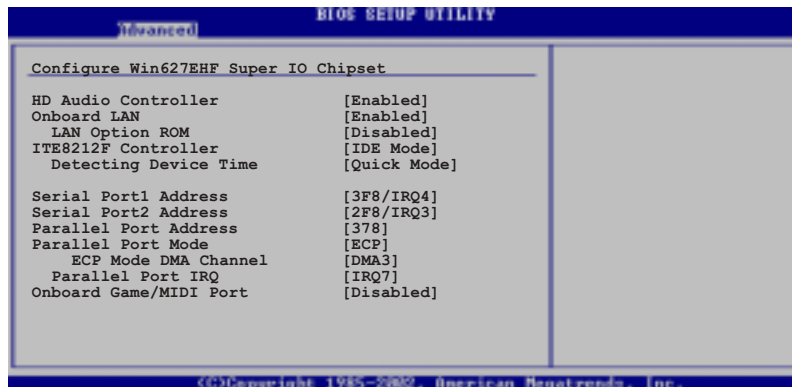 BIOS SETUP UTILITY
Advanced
Configure Win627EHF Super IO Chipset
HD Audio Controller [Enabled]
Onboard LAN [Enabled]
LAN Option ROM [Disabled]
ITE8212F Controller [IDE Mode]
Detecting Device Time [Quick Mode]
Serial Port1 Address [3F8/IRQ4]
Serial Port2 Address [2F8/IRQ3]
Parallel Port Address [378]
Parallel Port Mode [ECP]
ECP Mode DMA Channel [DMA3]
Parallel Port IRQ [IRQ7]
Onboard Game/MIDI Port [Disabled]
(C)Copyright 1985-2002, American Megatrends, Inc.